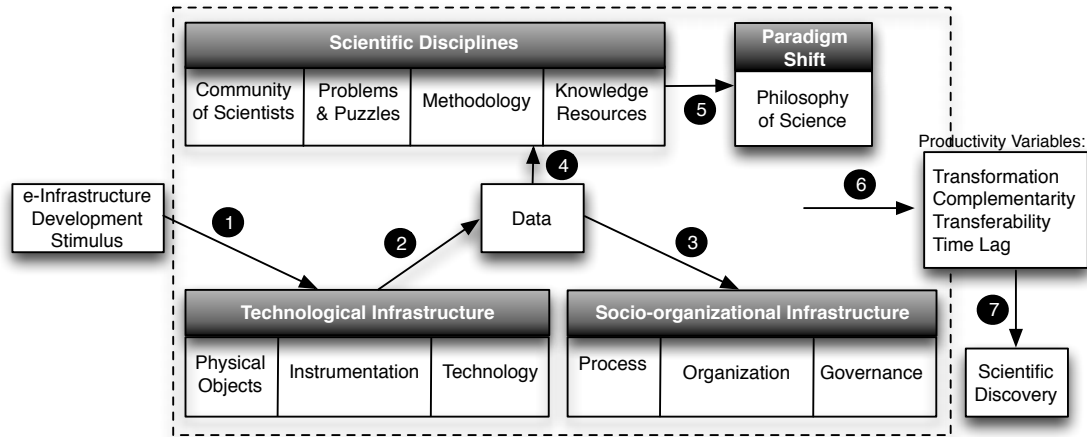 Scientific Disciplines
Community
of Scientists
Problems
& Puzzles
Methodology
Knowledge
Resources
5
Paradigm
Shift
Philosophy
of Science
4
e-Infrastructure
Development
Stimulus
1
2
Data
3
6
Productivity Variables:
Transformation
Complementarity
Transferability
Time Lag
Technological Infrastructure
Physical
Objects
Instrumentation
Technology
Socio-organizational Infrastructure
Process
Organization
Governance
7
Scientific
Discovery